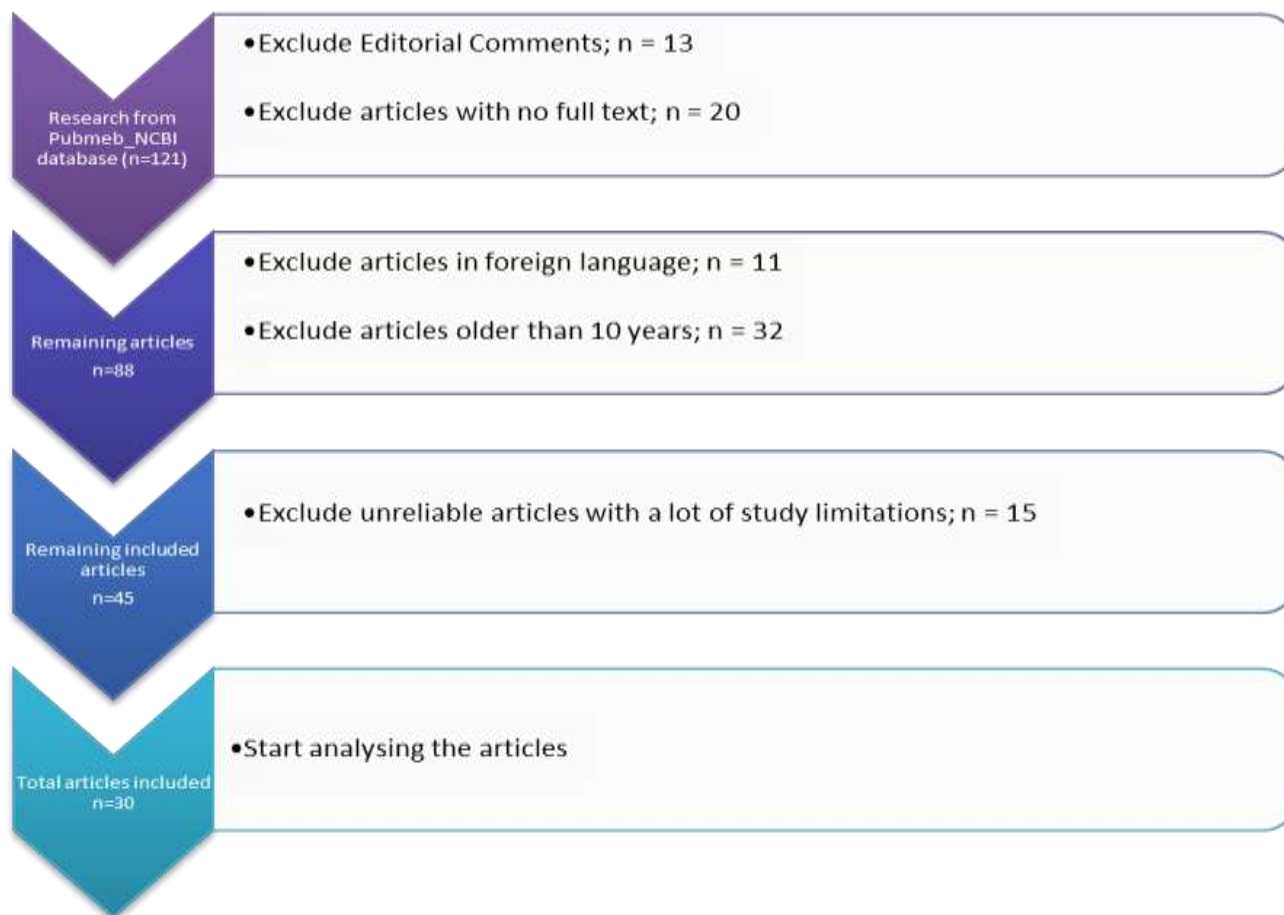 •Exclude Editorial Comments; n = 13
•Exclude articles with no full text; n = 20
Research from
Pubmeb_NCBI
database (n=121)
•Exclude articles in foreign language; n = 11
•Exclude articles older than 10 years; n = 32
Remaining articles
n=88
•Exclude unreliable articles with a lot of study limitations; n = 15
Remaining included
articles
n=45
•Start analysing the articles
Total articles included
n=30